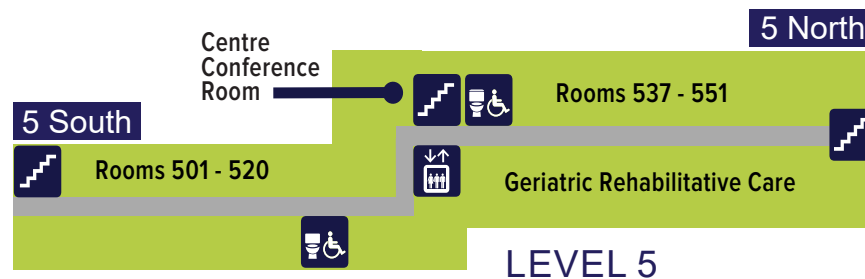 5 North
Centre
Conference
Room
Rooms 537 - 551
5 South
Rooms 501 - 520
Geriatric Rehabilitative Care
LEVEL 5